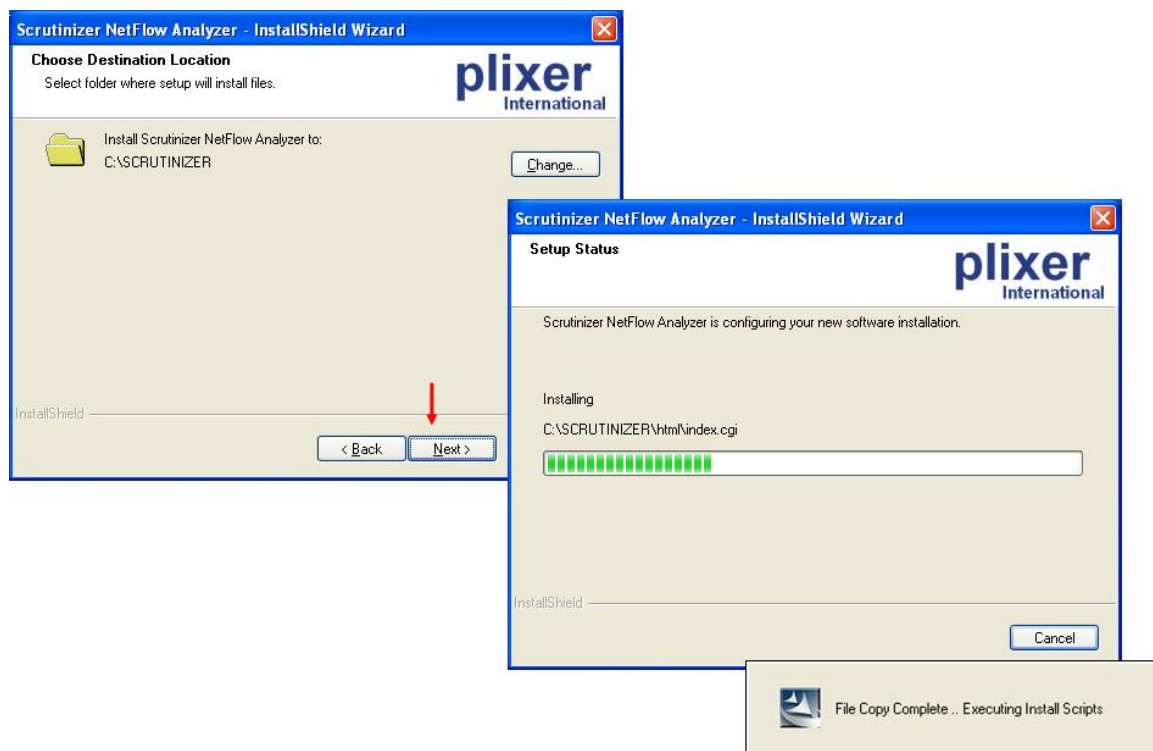 Scrutinizer NetFlow Analyzer - InstallShield Wizard
Choose Destination Location
Select folder where setup will install files.
plixer
International
Install Scrutinizer NetFlow Analyzer to:
C:\SCRUTINIZER
Change...
InstallShield
< Back
Next >
Scrutinizer NetFlow Analyzer - InstallShield Wizard
Setup Status
plixer
International
Scrutinizer NetFlow Analyzer is configuring your new software installation.
Installing
C:\SCRUTINIZER\html\index.cgi
InstallShield
Cancel
File Copy Complete .. Executing Install Scripts